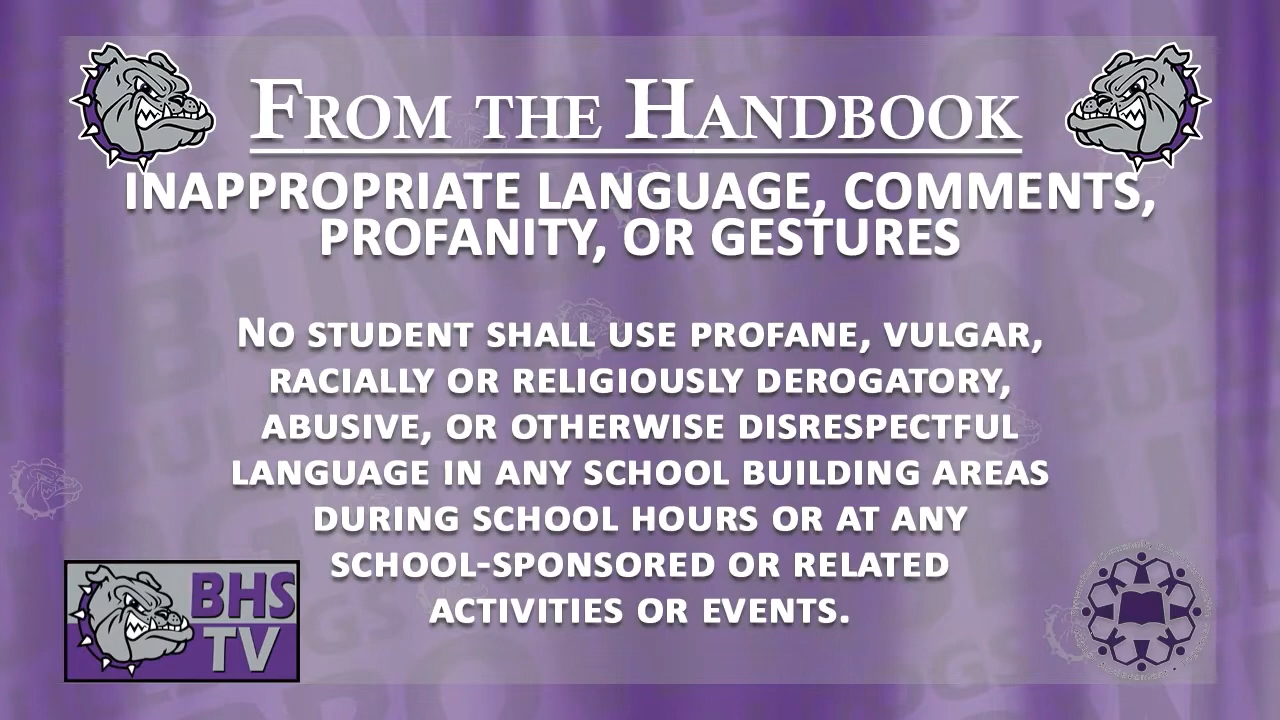 From the Handbook
INAPPROPRIATE LANGUAGE, COMMENTS,
PROFANITY, OR GESTURES
No student shall use profane, vulgar,
racially or religiously derogatory,
abusive, or otherwise disrespectful
language in any school building areas
during school hours or at any
school-sponsored or related
activities or events.
BHS
TV